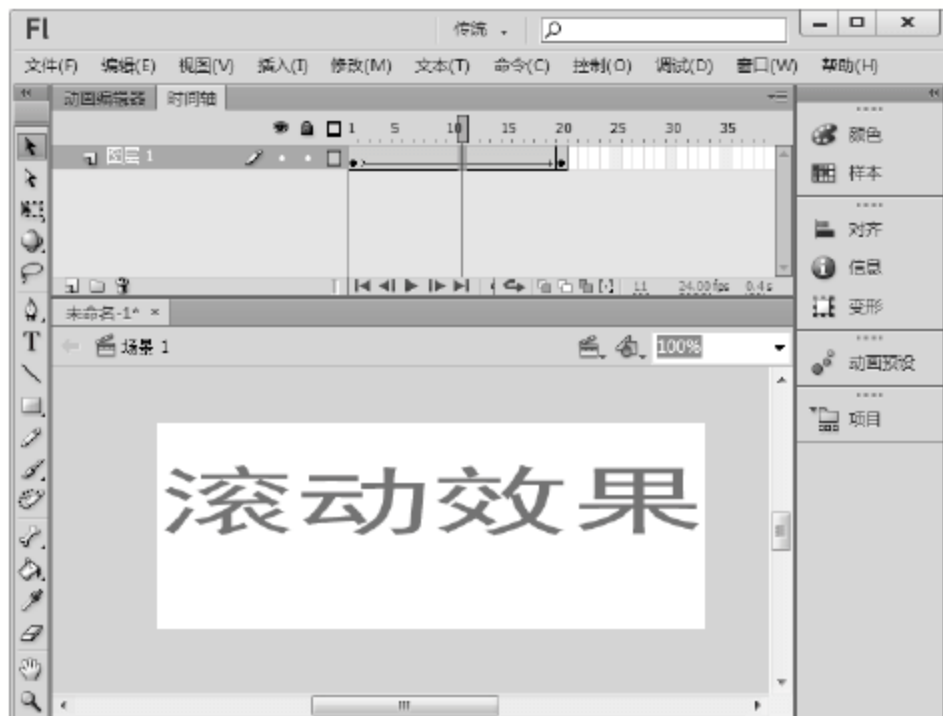 Fl 传统
文件(F) 编辑(E) 视图(V) 插入(I) 修改(M) 文本(T) 命令(C) 控制(O) 调试(D) 窗口(W) 帮助(H)
动画编辑器 时间轴
1 5 10 15 20 25 30 35
图层 1
11 24.00fps 0.4s
未命名-1* ×
场景 1 100%
滚动效果
颜色
样本
对齐
信息
变形
动画预设
项目